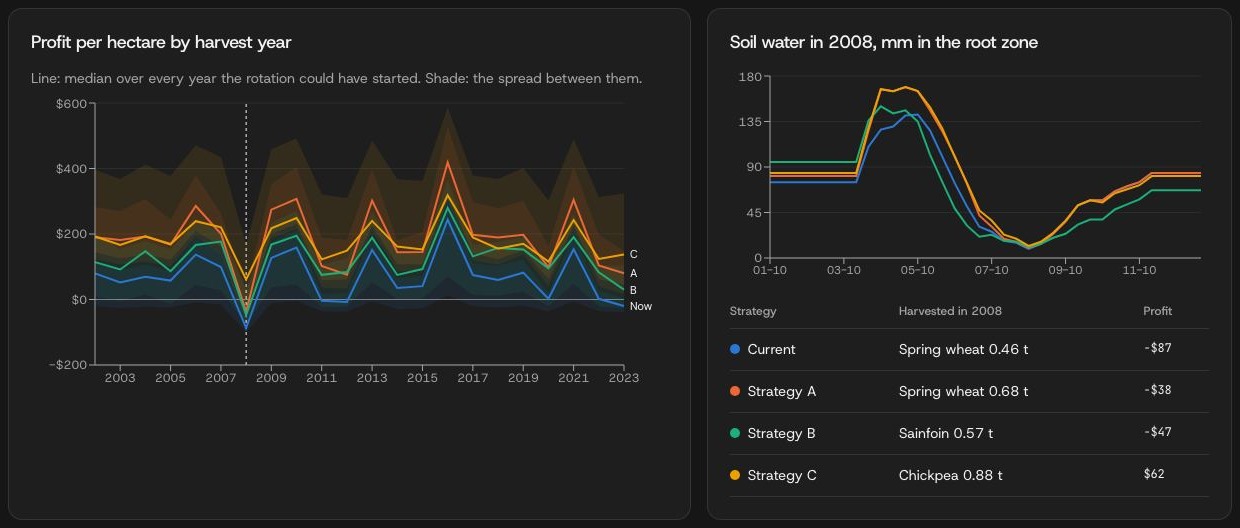 Profit per hectare by harvest year
Line: median over every year the rotation could have started. Shade: the spread between them.
$600
$400
$200
$0
−$200
2003 2005 2007 2009 2011 2013 2015 2017 2019 2021 2023
C
A
B
Now
Soil water in 2008, mm in the root zone
180
135
90
45
0
01-10 03-10 05-10 07-10 09-10 11-10
Strategy Harvested in 2008 Profit
Current Spring wheat 0.46 t -$87
Strategy A Spring wheat 0.68 t -$38
Strategy B Sainfoin 0.57 t -$47
Strategy C Chickpea 0.88 t $62